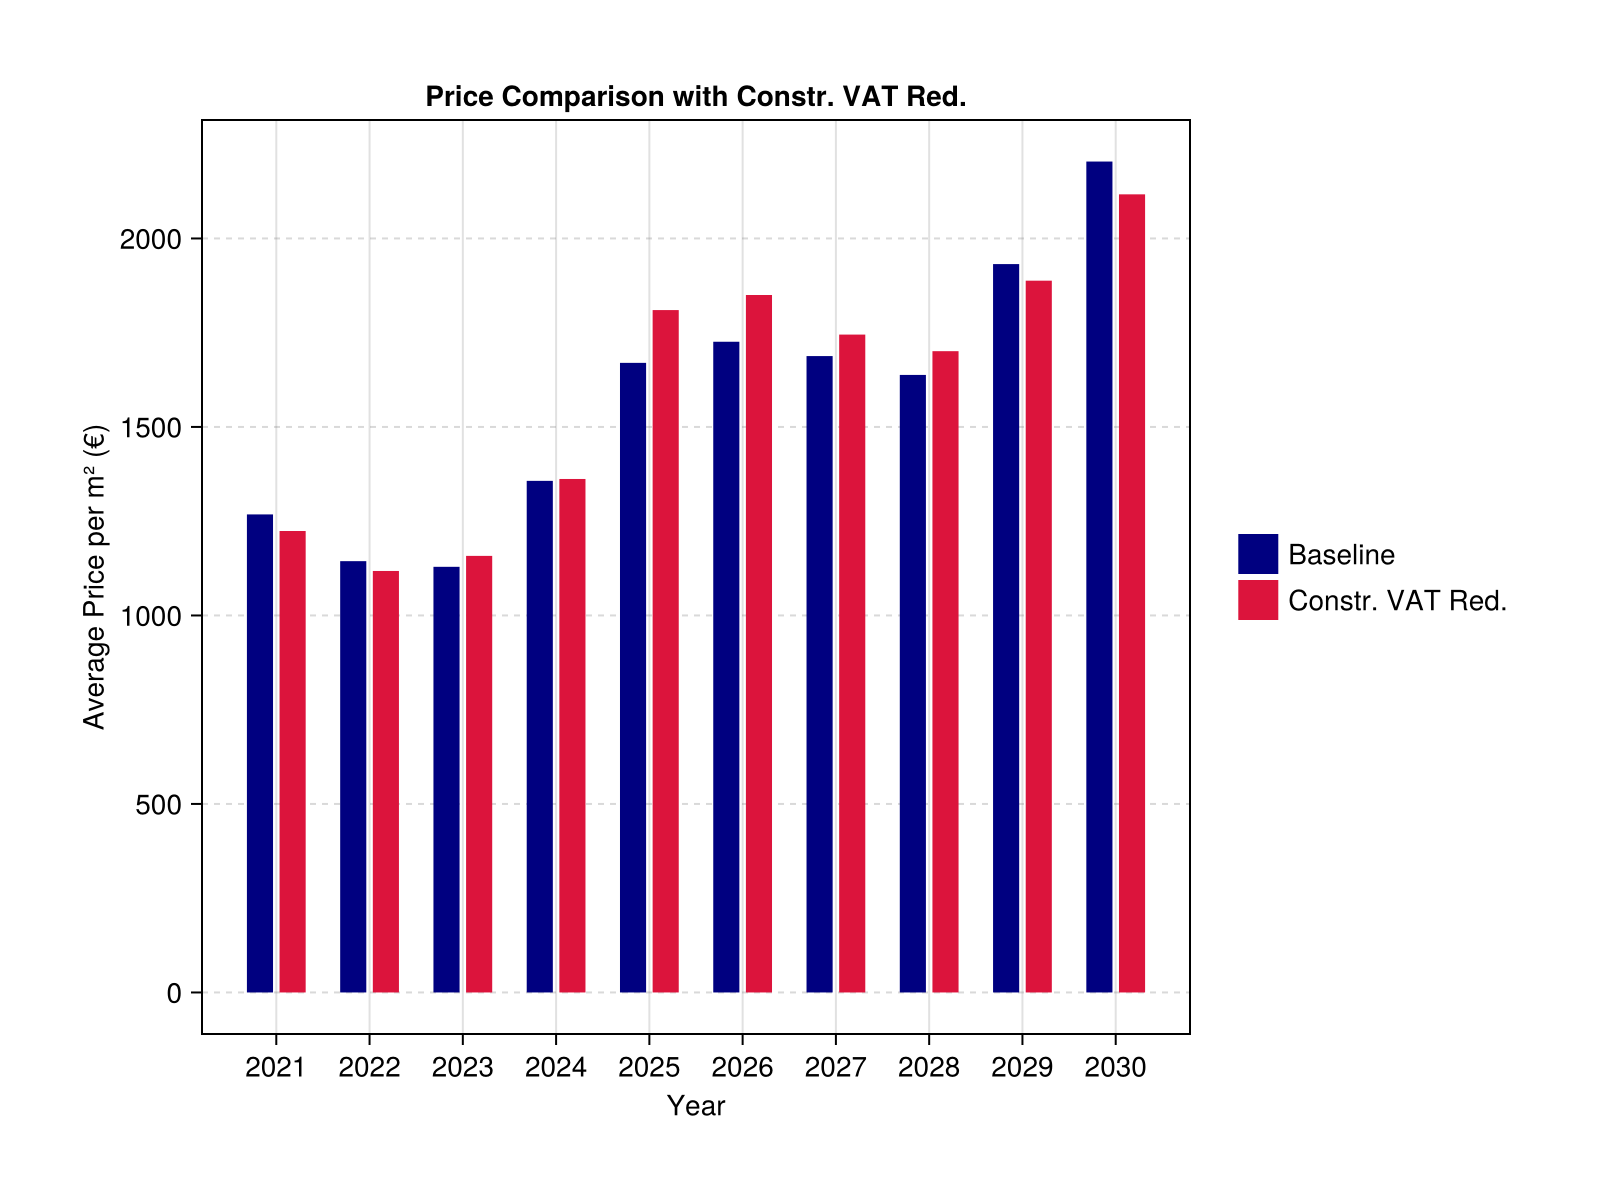 Price Comparison with Constr. VAT Red.
Average Price per m² (€)
2000
1500
1000
500
0
2021 2022 2023 2024 2025 2026 2027 2028 2029 2030
Year
Baseline
Constr. VAT Red.